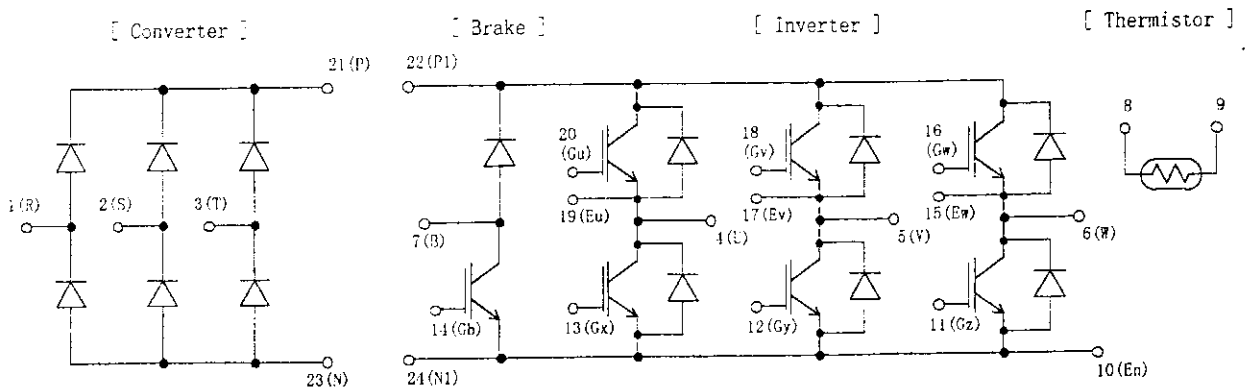 [ Converter ]
[ Brake ]
[ Inverter ]
[ Thermistor ]
21(P)
22(P1)
8
9
20
(Gu)
18
(Gv)
16
(Gw)
1(R)
2(S)
3(T)
7(B)
19(Eu)
4(U)
17(Ev)
5(V)
15(Ew)
6(W)
14(Gb)
13(Gx)
12(Gy)
11(Gz)
23(N)
24(N1)
10(En)